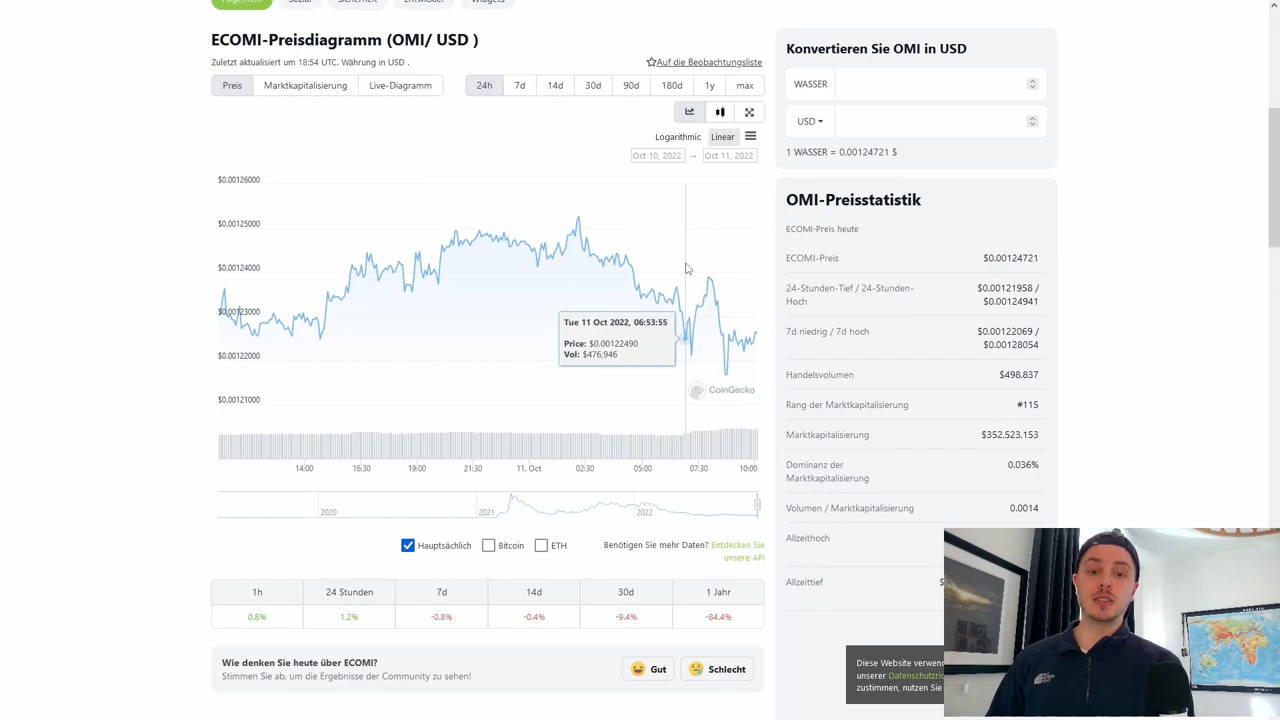 Allgemein Sozial Sicherheit Entwickler Widgets
ECOMI-Preisdiagramm (OMI/ USD )
Zuletzt aktualisiert um 18:54 UTC. Währung in USD .
Auf die Beobachtungsliste
Preis Marktkapitalisierung Live-Diagramm
24h 7d 14d 30d 90d 180d 1y max
Logarithmic Linear
Oct 10, 2022 → Oct 11, 2022
$0.00126000
$0.00125000
$0.00124000
$0.00123000
$0.00122000
$0.00121000
Tue 11 Oct 2022, 06:53:55
Price: $0.00122490
Vol: $476,946
CoinGecko
14:00 16:30 19:00 21:30 11. Oct 02:30 05:00 07:30 10:00
2020 2021 2022
Hauptsächlich Bitcoin ETH
Benötigen Sie mehr Daten? Entdecken Sie
unsere API
1h 24 Stunden 7d 14d 30d 1 Jahr
0.8% 1.2% -0.8% -0.4% -9.4% -84.4%
Wie denken Sie heute über ECOMI?
Stimmen Sie ab, um die Ergebnisse der Community zu sehen!
Gut Schlecht
Konvertieren Sie OMI in USD
WASSER
USD
1 WASSER = 0.00124721 $
OMI-Preisstatistik
ECOMI-Preis heute
ECOMI-Preis $0.00124721
24-Stunden-Tief / 24-Stunden-
Hoch
$0.00121958 /
$0.00124941
7d niedrig / 7d hoch
$0.00122069 /
$0.00128054
Handelsvolumen $498,837
Rang der Marktkapitalisierung #115
Marktkapitalisierung $352,523,153
Dominanz der
Marktkapitalisierung
0.036%
Volumen / Marktkapitalisierung 0.0014
Allzeithoch
Allzeittief $
Diese Website verwend
unserer Datenschutzric
zustimmen, nutzen Sie